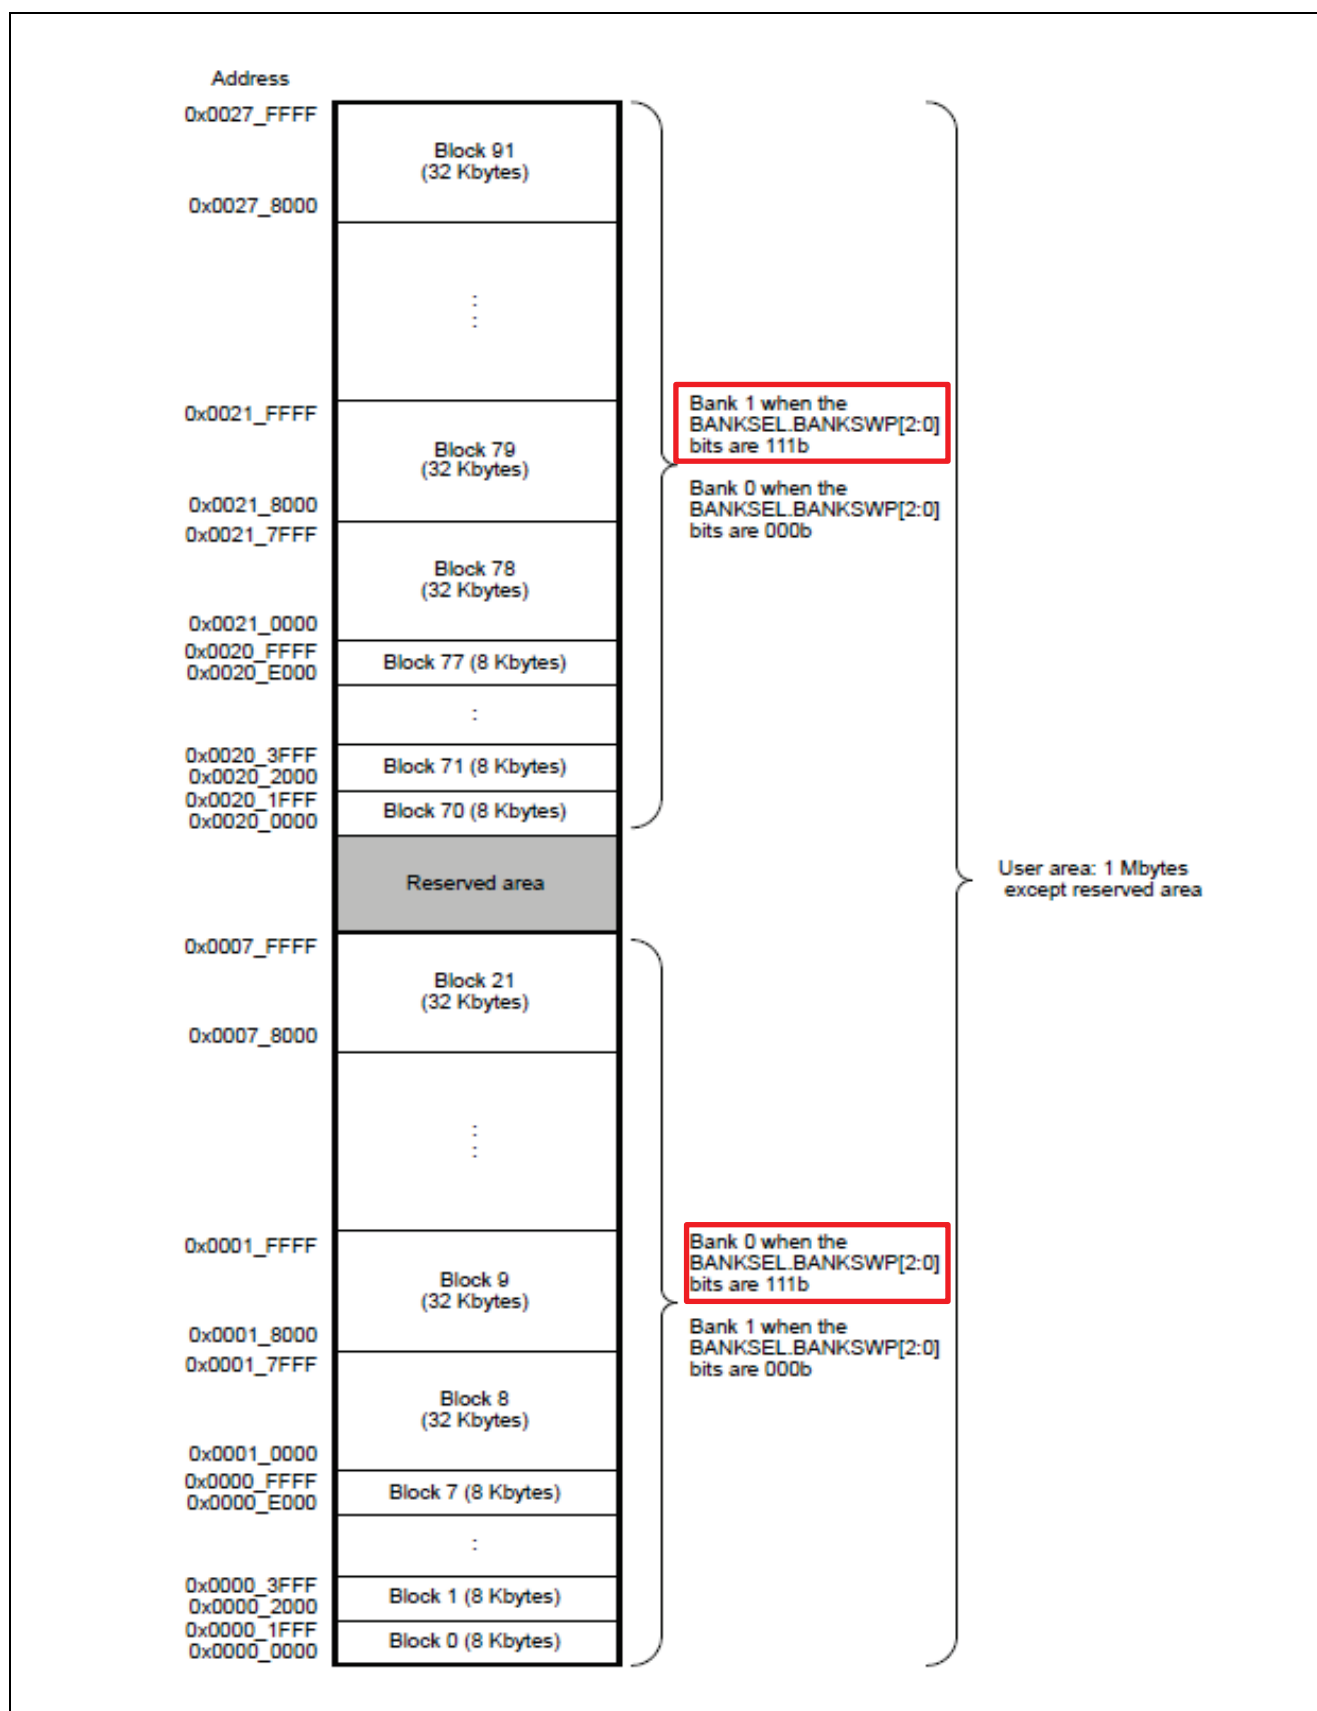 Address
0x0027_FFFF
Block 91
(32 Kbytes)
0x0027_8000
:
:
0x0021_FFFF
Bank 1 when the
BANKSEL.BANKSWP[2:0]
bits are 111b
Block 79
(32 Kbytes)
0x0021_8000
Bank 0 when the
BANKSEL.BANKSWP[2:0]
bits are 000b
0x0021_7FFF
Block 78
(32 Kbytes)
0x0021_0000
0x0020_FFFF
Block 77 (8 Kbytes)
0x0020_E000
:
0x0020_3FFF
Block 71 (8 Kbytes)
0x0020_2000
0x0020_1FFF
Block 70 (8 Kbytes)
0x0020_0000
Reserved area
User area: 1 Mbytes
except reserved area
0x0007_FFFF
Block 21
(32 Kbytes)
0x0007_8000
:
:
0x0001_FFFF
Bank 0 when the
BANKSEL.BANKSWP[2:0]
bits are 111b
Block 9
(32 Kbytes)
0x0001_8000
Bank 1 when the
BANKSEL.BANKSWP[2:0]
bits are 000b
0x0001_7FFF
Block 8
(32 Kbytes)
0x0001_0000
0x0000_FFFF
Block 7 (8 Kbytes)
0x0000_E000
:
0x0000_3FFF
Block 1 (8 Kbytes)
0x0000_2000
0x0000_1FFF
Block 0 (8 Kbytes)
0x0000_0000